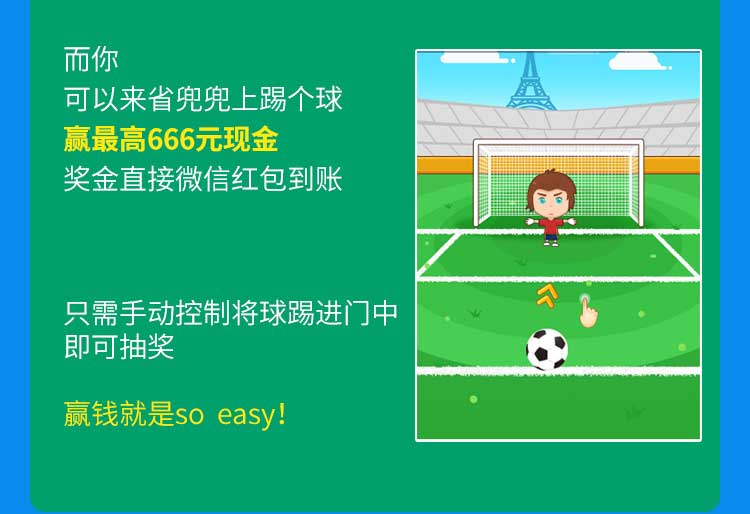 而你
可以来省兜兜上踢个球
赢最高666元现金
奖金直接微信红包到账
只需手动控制将球踢进门中
即可抽奖
赢钱就是so easy！